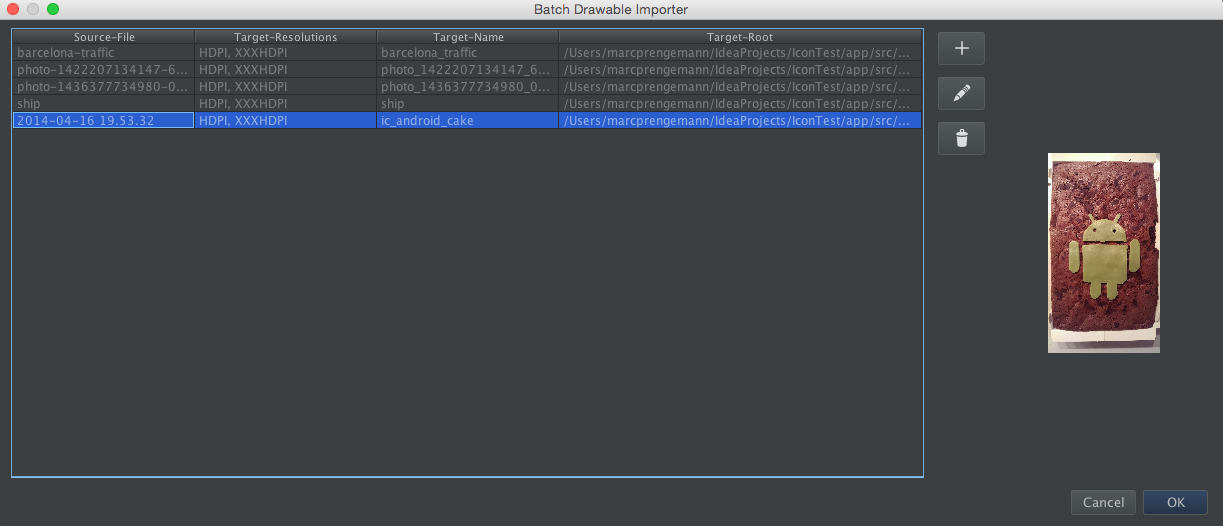 Batch Drawable Importer
Source-File Target-Resolutions Target-Name Target-Root
barcelona-traffic HDPI, XXXHDPI barcelona_traffic /Users/marcprengemann/IdeaProjects/IconTest/app/src/...
photo-1422207134147-6... HDPI, XXXHDPI photo_1422207134147_6... /Users/marcprengemann/IdeaProjects/IconTest/app/src/...
photo-1436377734980-0... HDPI, XXXHDPI photo_1436377734980_0... /Users/marcprengemann/IdeaProjects/IconTest/app/src/...
ship HDPI, XXXHDPI ship /Users/marcprengemann/IdeaProjects/IconTest/app/src/...
2014-04-16 19.53.32 HDPI, XXXHDPI ic_android_cake /Users/marcprengemann/IdeaProjects/IconTest/app/src/...
Cancel OK